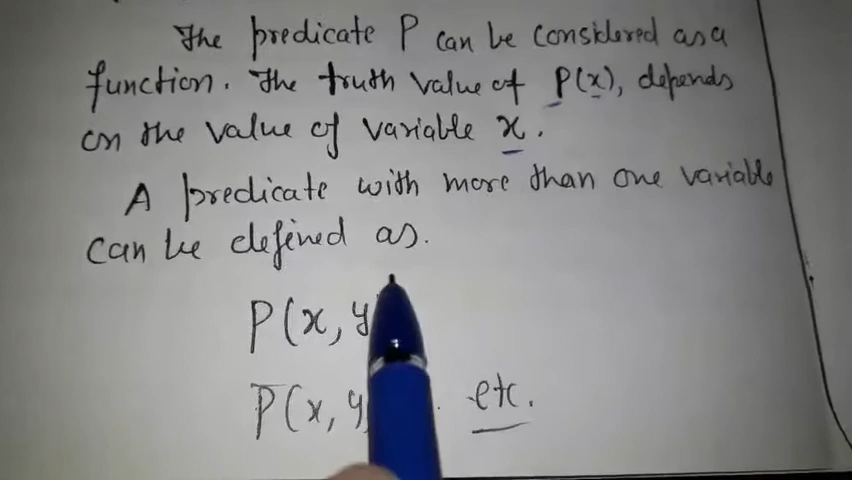 The predicate P can be considered as a
function. The truth value of P(x), depends
on the value of variable x.
A predicate with more than one variable
can be defined as.
P(x, y
P(x, y etc.